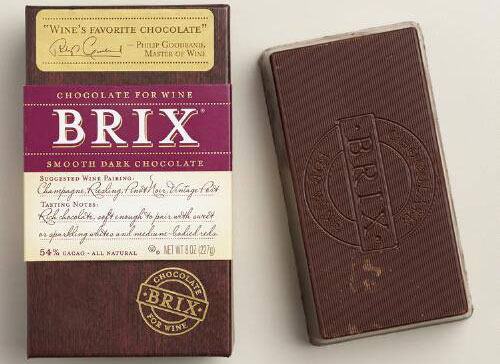 "WINE'S FAVORITE CHOCOLATE"
— PHILIP GOODBAND,
MASTER OF WINE
CHOCOLATE FOR WINE
BRIX®
SMOOTH DARK CHOCOLATE
SUGGESTED WINE PAIRING:
Champagne, Riesling, Pinot Noir, Vintage Port
TASTING NOTES:
Rich chocolate, soft enough to pair with sweet
or sparkling wines and medium-bodied reds
54% CACAO - ALL NATURAL NET WT 8 OZ (227g)
CHOCOLATE
BRIX
FOR WINE
BRIX